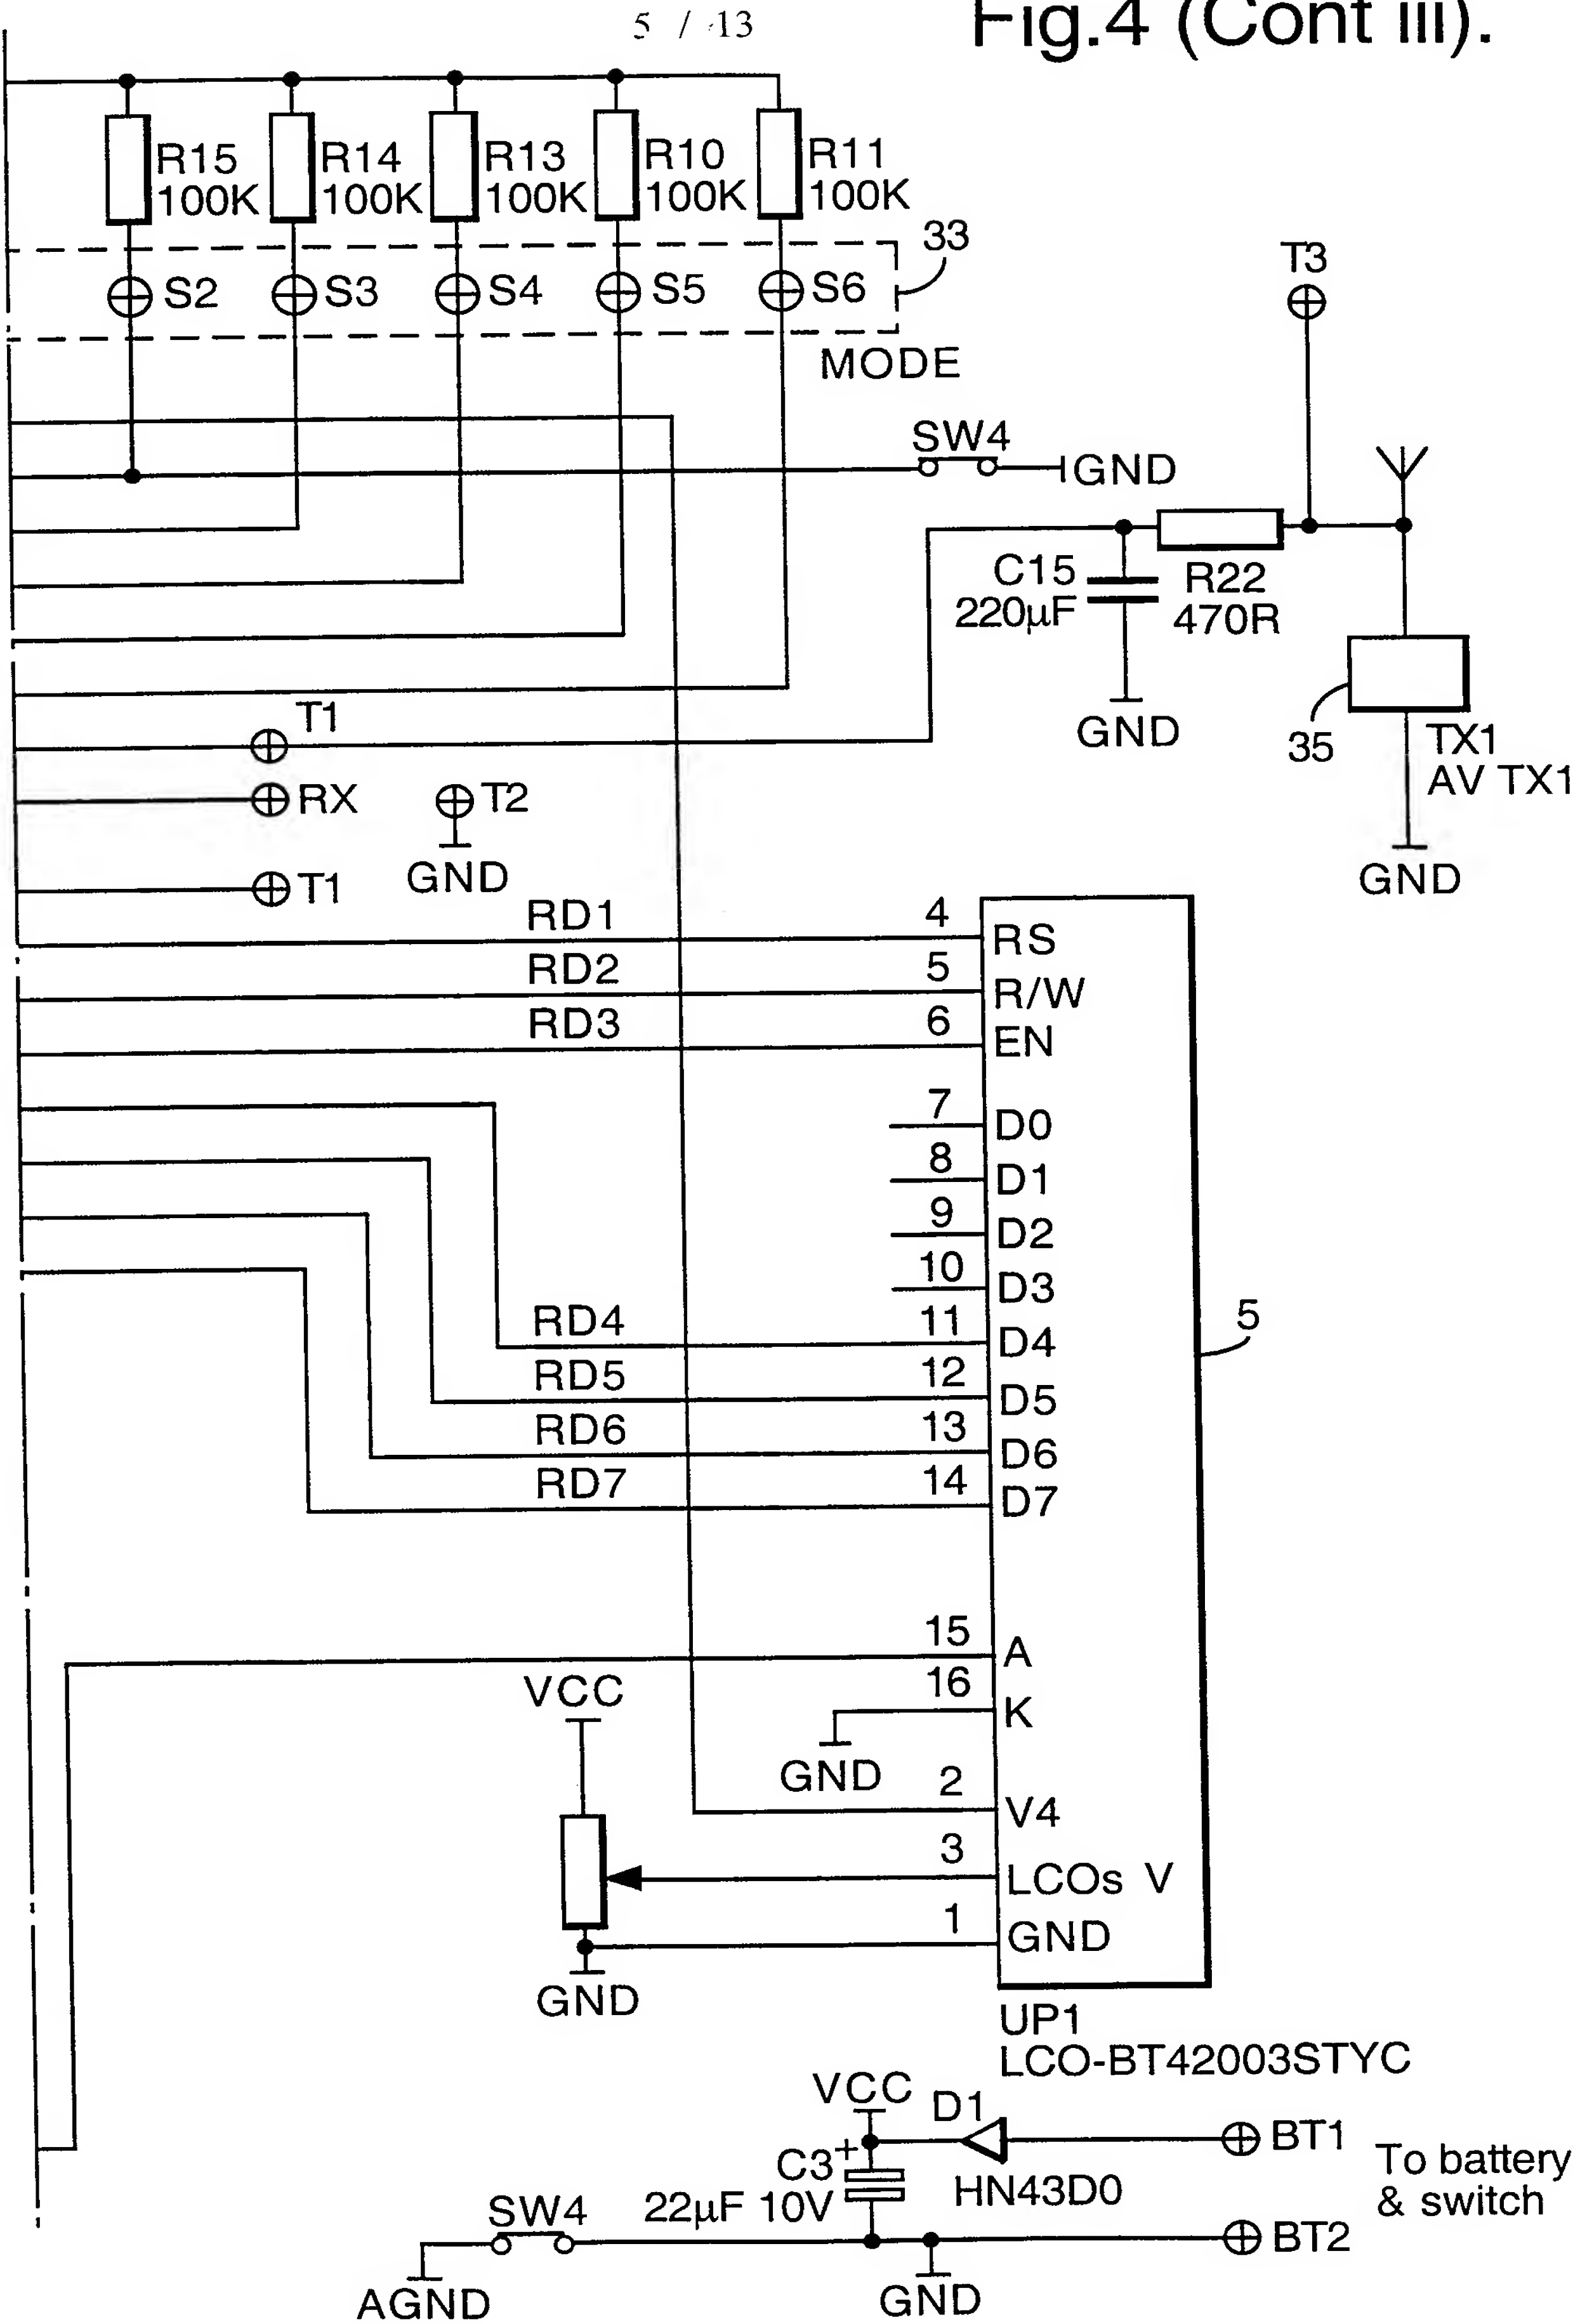 5 / 13
Fig.4 (Cont iii).
R15
100K
R14
100K
R13
100K
R10
100K
R11
100K
33
S2
S3
S4
S5
S6
MODE
T3
SW4
GND
C15
220µF
R22
470R
GND
35
TX1
AV TX1
GND
T1
RX
T2
GND
T1
RD1
4
RS
RD2
5
R/W
RD3
6
EN
7
D0
8
D1
9
D2
10
D3
RD4
11
D4
5
RD5
12
D5
RD6
13
D6
RD7
14
D7
15
A
VCC
16
K
GND
2
V4
3
LCOs V
1
GND
GND
UP1
LCO-BT42003STYC
VCC
D1
BT1
C3
+
22µF 10V
HN43D0
To battery
& switch
SW4
BT2
AGND
GND